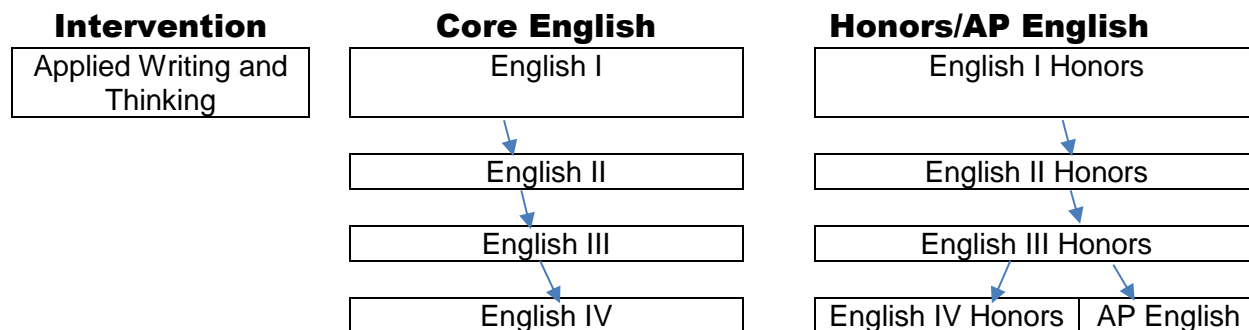 Intervention
Core English
Honors/AP English
Applied Writing and
Thinking
English I
English I Honors
English II
English II Honors
English III
English III Honors
English IV
English IV Honors
AP English